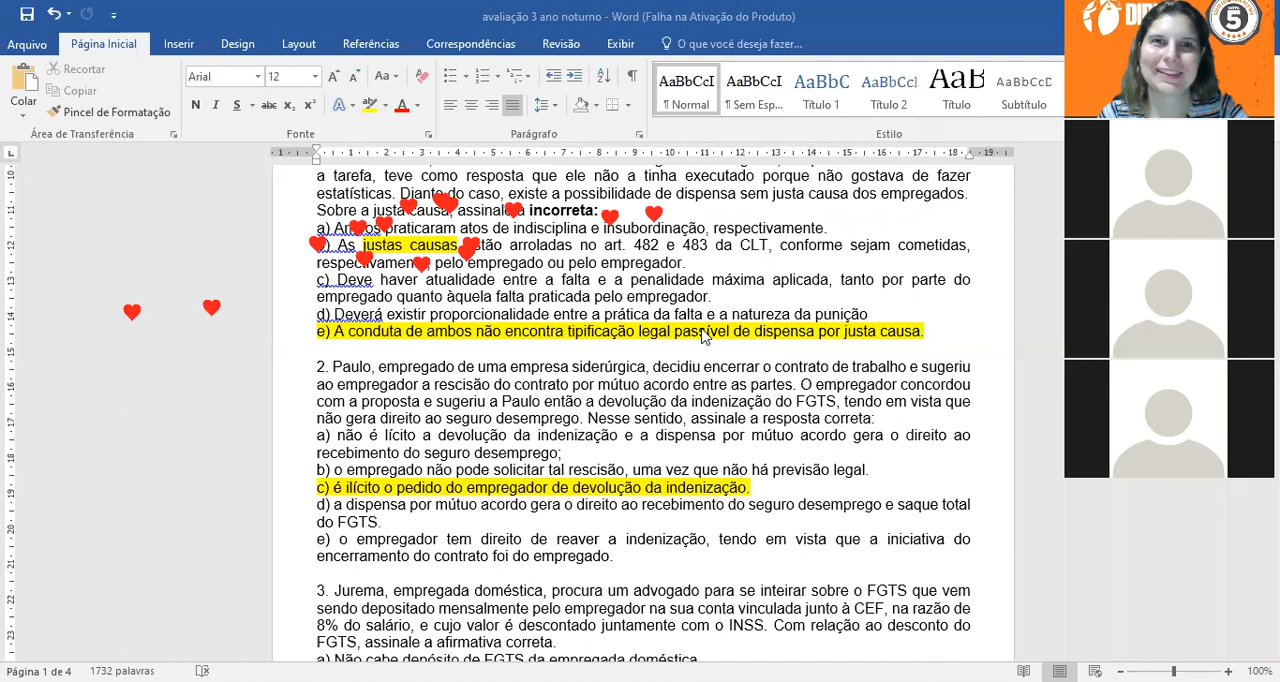 avaliação 3 ano noturno - Word (Falha na Ativação do Produto)
Arquivo Página Inicial Inserir Design Layout Referências Correspondências Revisão Exibir O que você deseja fazer...
Colar
Recortar
Copiar
Pincel de Formatação
Área de Transferência
Arial 12
Fonte
Parágrafo
AaBbCcI AaBbCcI AaBbC AaBbCcI AaB AaBbCcD
¶ Normal ¶ Sem Esp... Título 1 Título 2 Título Subtítulo
Estilo
5
a tarefa, teve como resposta que ele não a tinha executado porque não gostava de fazer
estatísticas. Diante do caso, existe a possibilidade de dispensa sem justa causa dos empregados.
Sobre a justa causa, assinale a incorreta:
a) Ambos praticaram atos de indisciplina e insubordinação, respectivamente.
b) As justas causas estão arroladas no art. 482 e 483 da CLT, conforme sejam cometidas,
respectivamente, pelo empregado ou pelo empregador.
c) Deve haver atualidade entre a falta e a penalidade máxima aplicada, tanto por parte do
empregado quanto àquela falta praticada pelo empregador.
d) Deverá existir proporcionalidade entre a prática da falta e a natureza da punição
e) A conduta de ambos não encontra tipificação legal passível de dispensa por justa causa.
2. Paulo, empregado de uma empresa siderúrgica, decidiu encerrar o contrato de trabalho e sugeriu
ao empregador a rescisão do contrato por mútuo acordo entre as partes. O empregador concordou
com a proposta e sugeriu a Paulo então a devolução da indenização do FGTS, tendo em vista que
não gera direito ao seguro desemprego. Nesse sentido, assinale a resposta correta:
a) não é lícito a devolução da indenização e a dispensa por mútuo acordo gera o direito ao
recebimento do seguro desemprego;
b) o empregado não pode solicitar tal rescisão, uma vez que não há previsão legal.
c) é ilícito o pedido do empregador de devolução da indenização.
d) a dispensa por mútuo acordo gera o direito ao recebimento do seguro desemprego e saque total
do FGTS.
e) o empregador tem direito de reaver a indenização, tendo em vista que a iniciativa do
encerramento do contrato foi do empregado.
3. Jurema, empregada doméstica, procura um advogado para se inteirar sobre o FGTS que vem
sendo depositado mensalmente pelo empregador na sua conta vinculada junto à CEF, na razão de
8% do salário, e cujo valor é descontado juntamente com o INSS. Com relação ao desconto do
FGTS, assinale a afirmativa correta.
a) Não cabe depósito de FGTS da empregada doméstica
Página 1 de 4 1732 palavras 100%